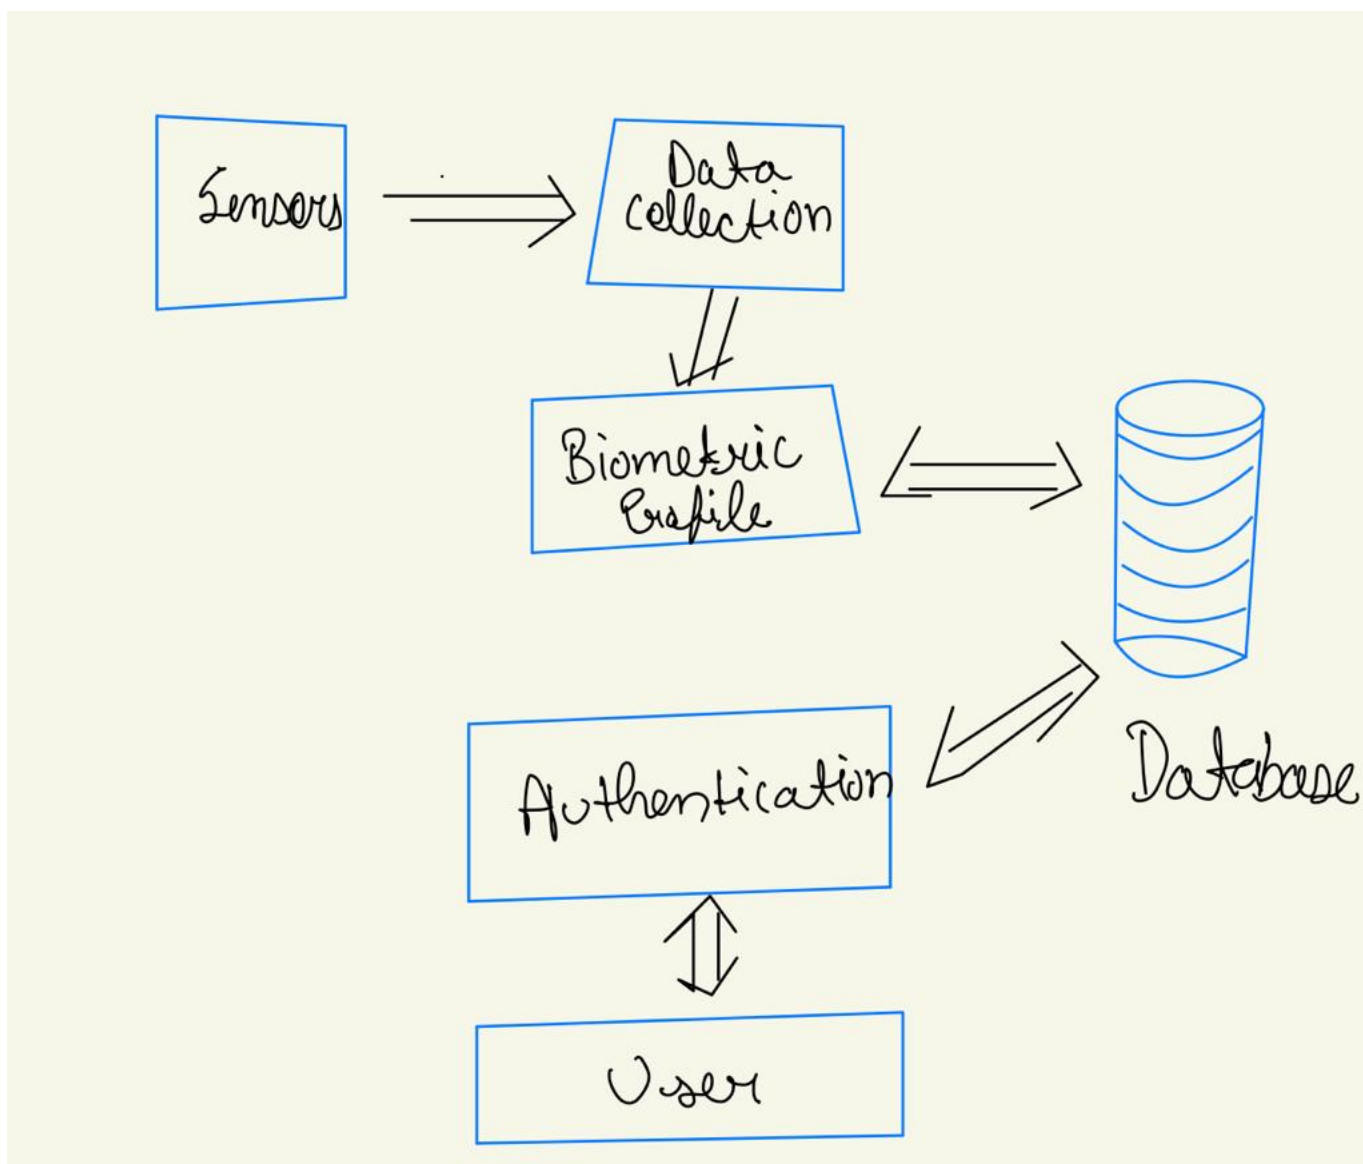 Sensors
Data
collection
Biometric
Profile
Authentication
Database
User